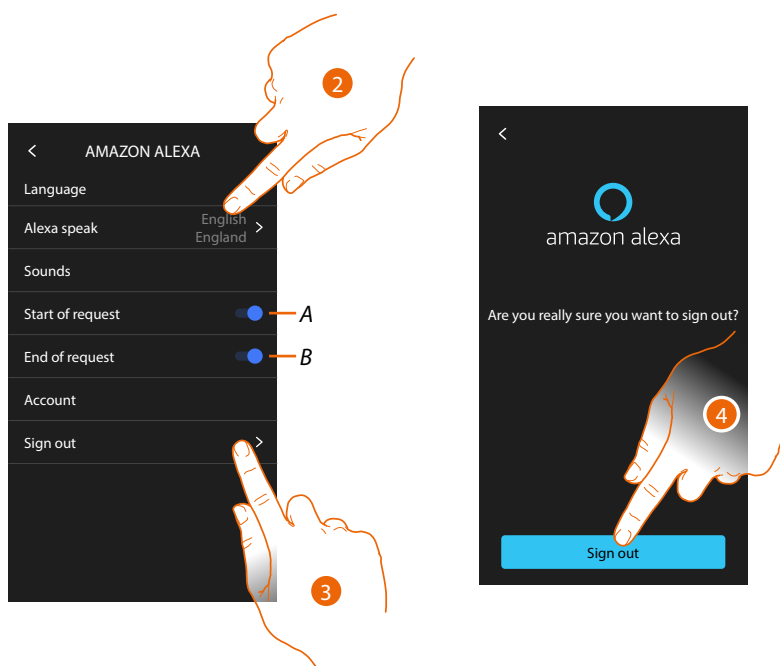 2
AMAZON ALEXA
Language
Alexa speak
English
England
Sounds
Start of request
A
End of request
B
Account
Sign out
3
amazon alexa
Are you really sure you want to sign out?
4
Sign out